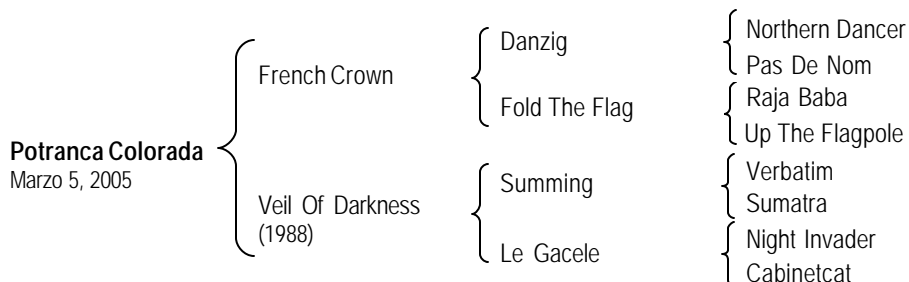 Northern Dancer
Danzig
Pas De Nom
French Crown
Raja Baba
Fold The Flag
Up The Flagpole
Potranca Colorada
Marzo 5, 2005
Verbatim
Summing
Sumatra
Veil Of Darkness
(1988)
Night Invader
Le Gacele
Cabinetcat